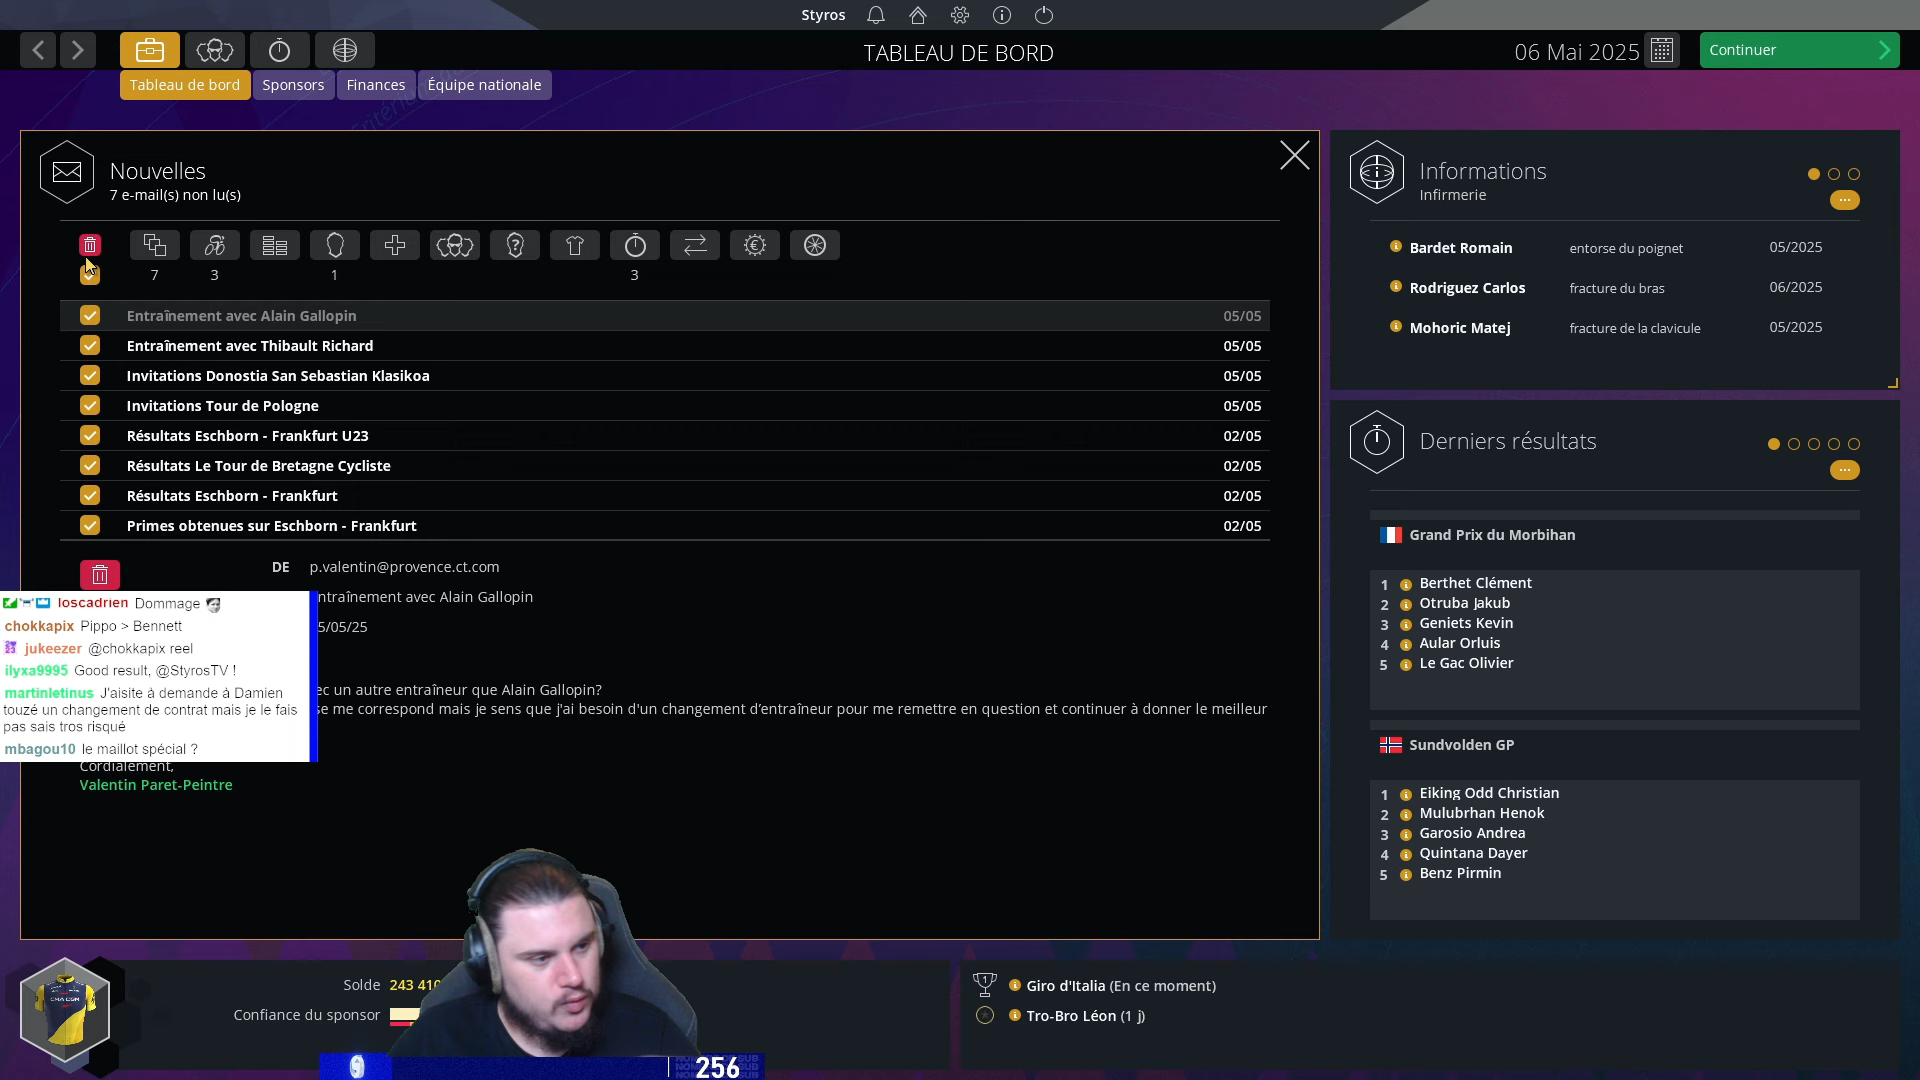 Styros
TABLEAU DE BORD
06 Mai 2025
Continuer
Tableau de bord
Sponsors
Finances
Équipe nationale
Nouvelles
7 e-mail(s) non lu(s)
7
3
1
3
Entraînement avec Alain Gallopin 05/05
Entraînement avec Thibault Richard 05/05
Invitations Donostia San Sebastian Klasikoa 05/05
Invitations Tour de Pologne 05/05
Résultats Eschborn - Frankfurt U23 02/05
Résultats Le Tour de Bretagne Cycliste 02/05
Résultats Eschborn - Frankfurt 02/05
Primes obtenues sur Eschborn - Frankfurt 02/05
DE p.valentin@provence.ct.com
ntraînement avec Alain Gallopin
5/05/25
ec un autre entraîneur que Alain Gallopin?
se me correspond mais je sens que j'ai besoin d'un changement d'entraîneur pour me remettre en question et continuer à donner le meilleur
Cordialement,
Valentin Paret-Peintre
loscadrien Dommage
chokkapix Pippo > Bennett
jukeezer @chokkapix reel
ilyxa9995 Good result, @StyrosTV !
martinletinus J'aisite à demande à Damien
touzé un changement de contrat mais je le fais
pas sais tros risqué
mbagou10 le maillot spécial ?
Informations
Infirmerie
Bardet Romain entorse du poignet 05/2025
Rodriguez Carlos fracture du bras 06/2025
Mohoric Matej fracture de la clavicule 05/2025
Derniers résultats
Grand Prix du Morbihan
1 Berthet Clément
2 Otruba Jakub
3 Geniets Kevin
4 Aular Orluis
5 Le Gac Olivier
Sundvolden GP
1 Eiking Odd Christian
2 Mulubrhan Henok
3 Garosio Andrea
4 Quintana Dayer
5 Benz Pirmin
CMA CGM
Solde 243 410
Confiance du sponsor
Giro d'Italia (En ce moment)
Tro-Bro Léon (1 j)
256